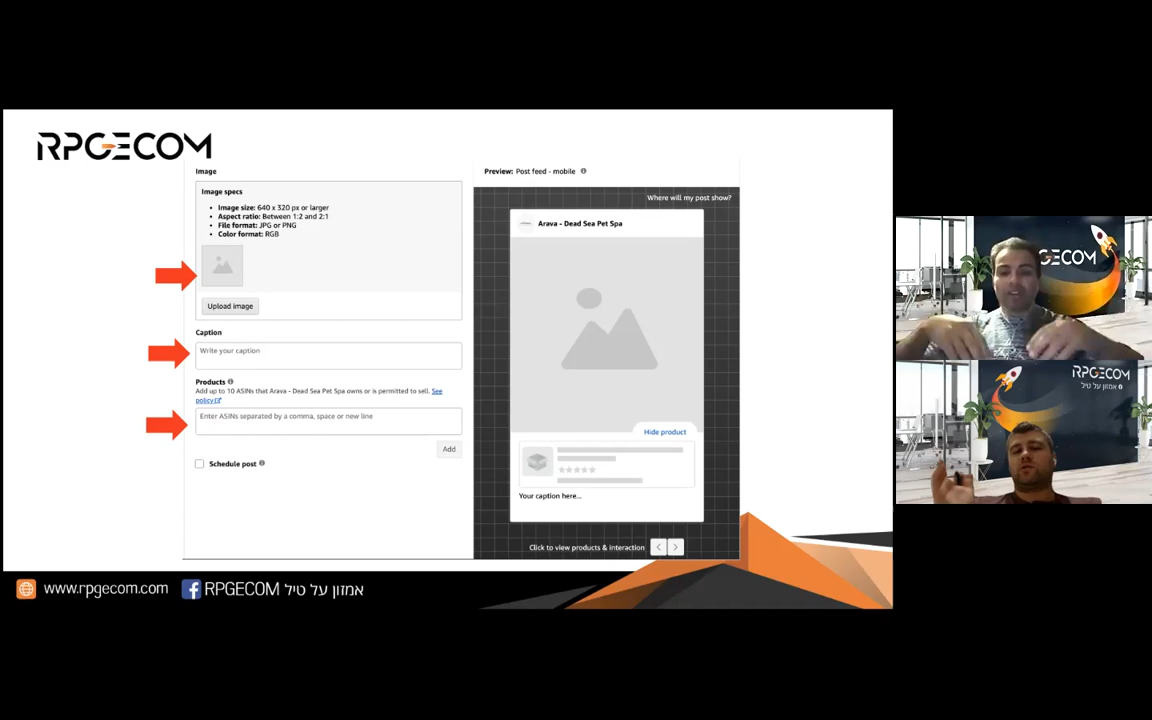 RPGECOM
Image
Image specs
• Image size: 640 x 320 px or larger
• Aspect ratio: Between 1:2 and 2:1
• File format: JPG or PNG
• Color format: RGB
Upload image
Caption
Write your caption
Products
Add up to 10 ASINs that Arava - Dead Sea Pet Spa owns or is permitted to sell. See
policy
Enter ASINs separated by a comma, space or new line
Add
Schedule post
Preview: Post feed - mobile
Where will my post show?
Arava - Dead Sea Pet Spa
Hide product
Your caption here...
Click to view products & interaction
www.rpgecom.com
RPGECOM אמזון על טיל
GECOM
RPGECOM
אמזון על טיל